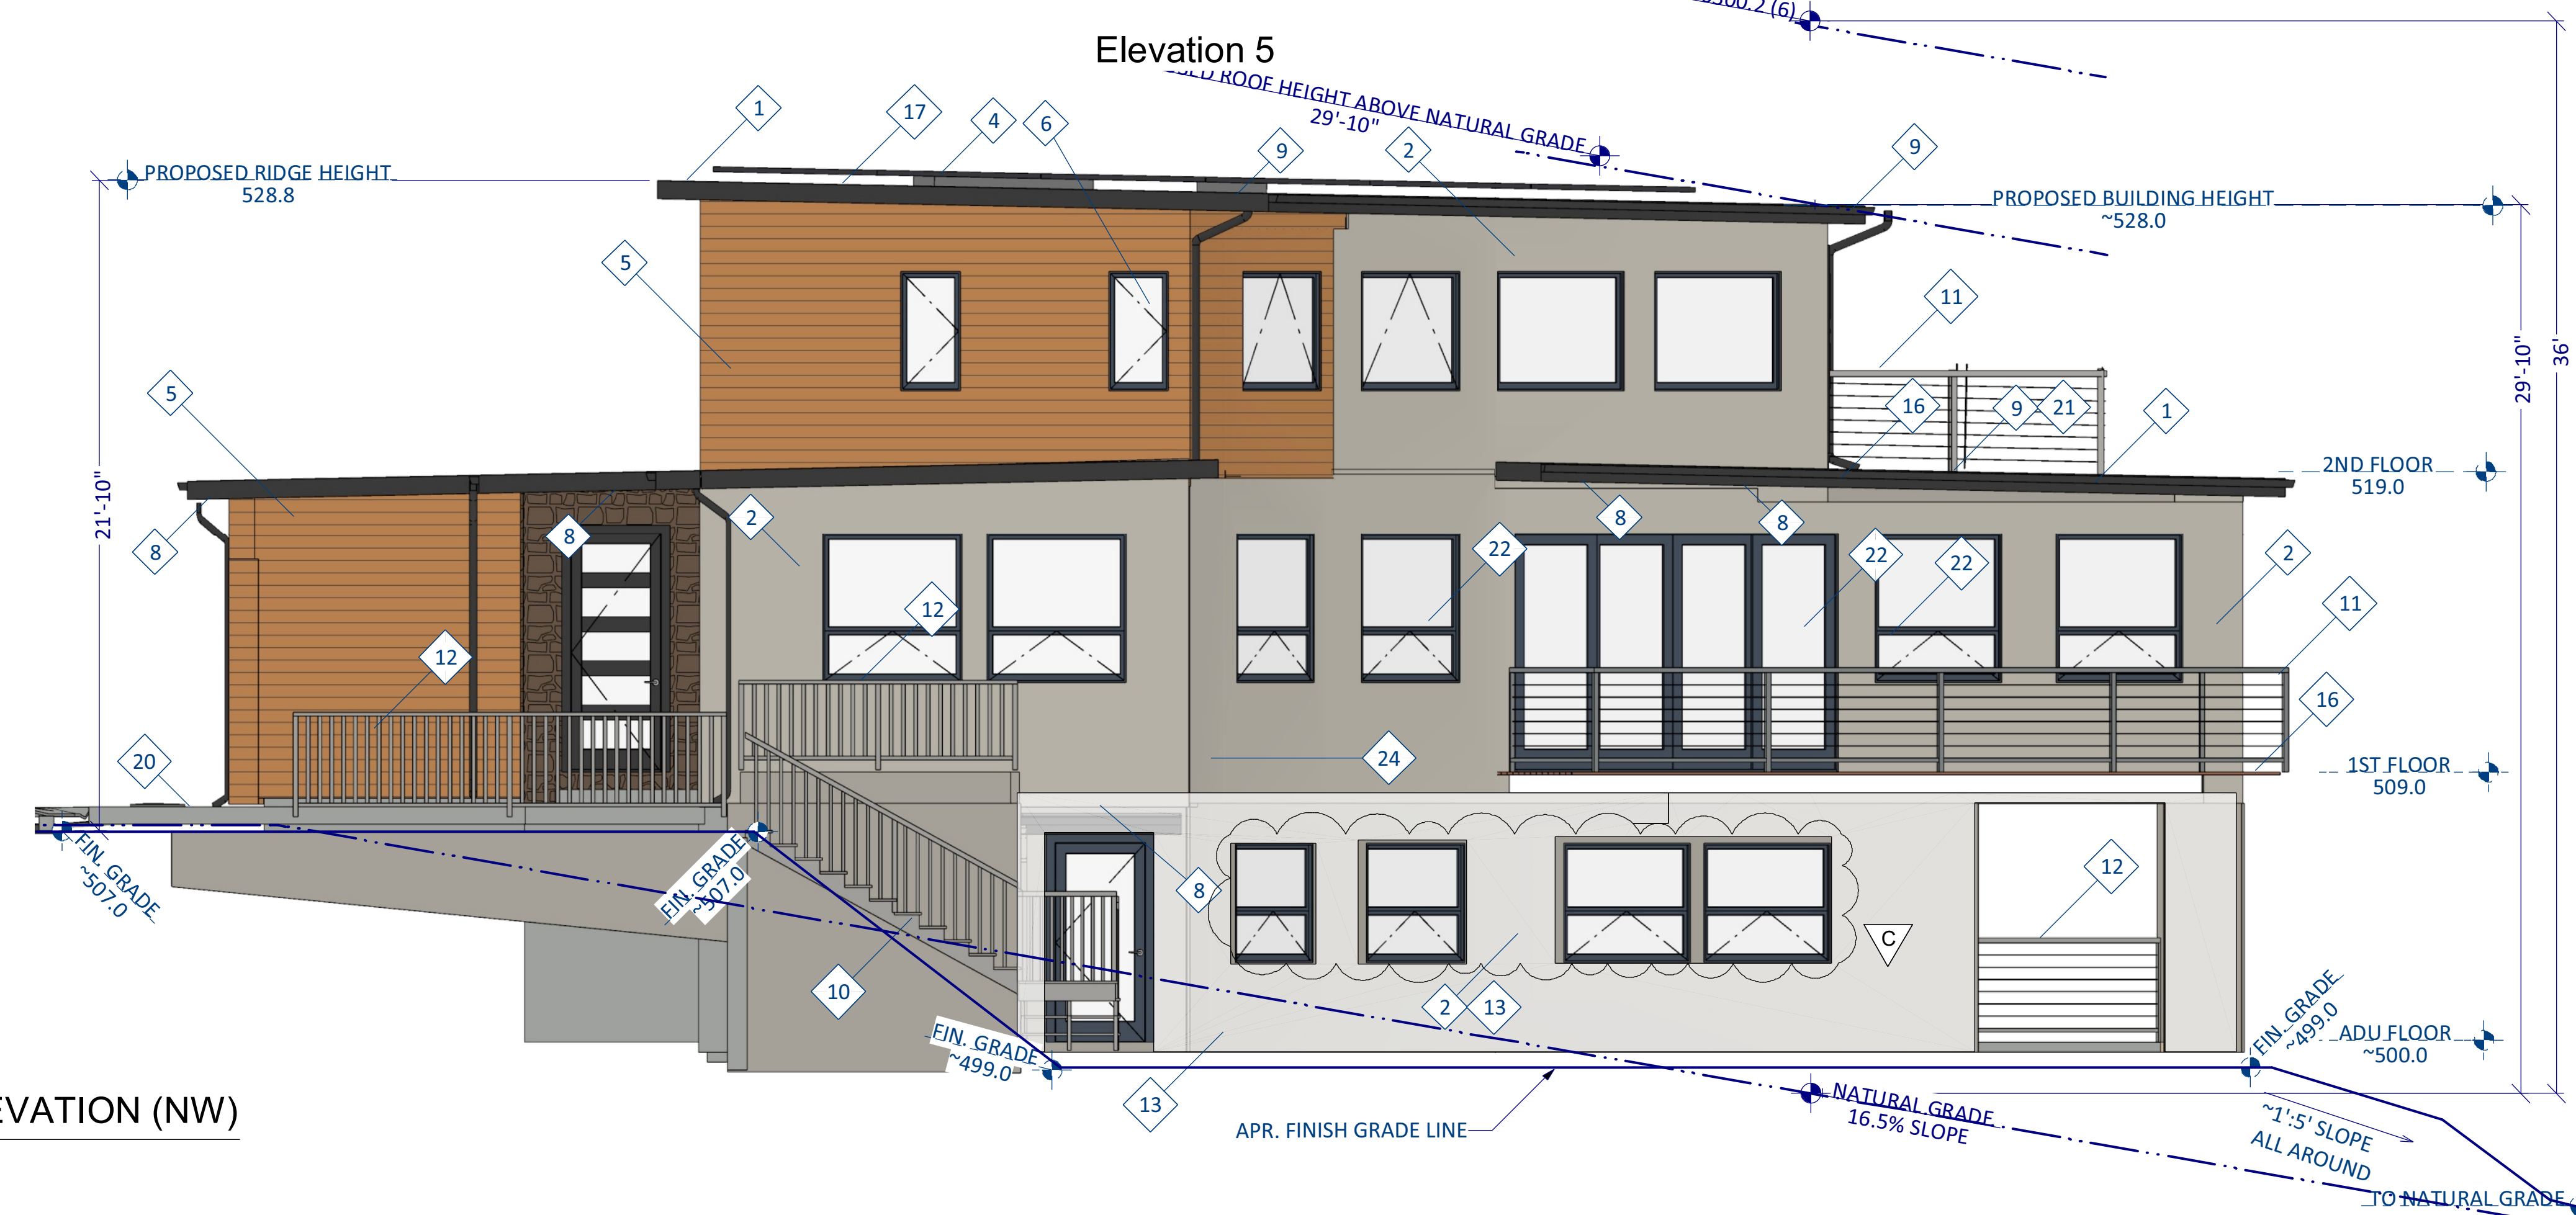 500.2 (6)
Elevation 5
ROOF HEIGHT ABOVE NATURAL GRADE
29'-10"
1
17
4
6
9
2
9
PROPOSED RIDGE HEIGHT
528.8
PROPOSED BUILDING HEIGHT
~528.0
5
11
36'
29'-10"
5
16
9
21
1
2ND FLOOR
519.0
21'-10"
8
8
2
8
8
22
22
22
2
12
11
12
16
20
24
1ST FLOOR
509.0
FIN. GRADE
~507.0
FIN. GRADE
~507.0
8
12
C
10
2
13
FIN. GRADE
~499.0
FIN. GRADE
~499.0
ADU FLOOR
~500.0
13
EVATION (NW)
APR. FINISH GRADE LINE
NATURAL GRADE
16.5% SLOPE
~1':5' SLOPE
ALL AROUND
TO NATURAL GRADE